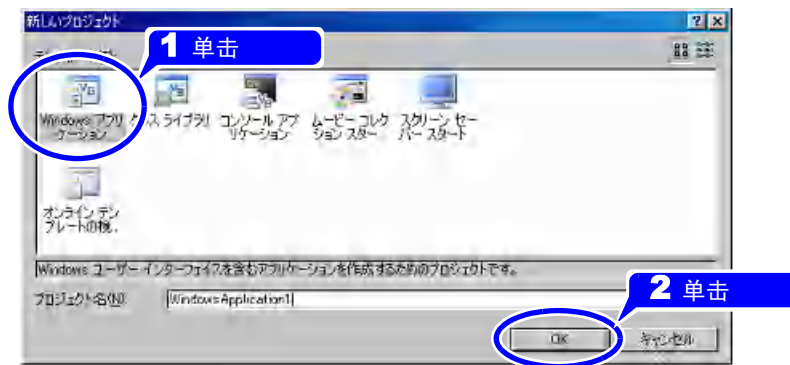 新しいプロジェクト
1 单击
Windows アプリ
ケーション
ス ライブラリ
コンソール アプ
リケーション
ムービー コレク
ション スター
スクリーン セー
バー スタート
オンライン テン
プレートの検..
Windows ユーザー インターフェイスを含むアプリケーションを作成するためのプロジェクトです。
プロジェクト名(N):
WindowsApplication1
2 单击
OK
キャンセル